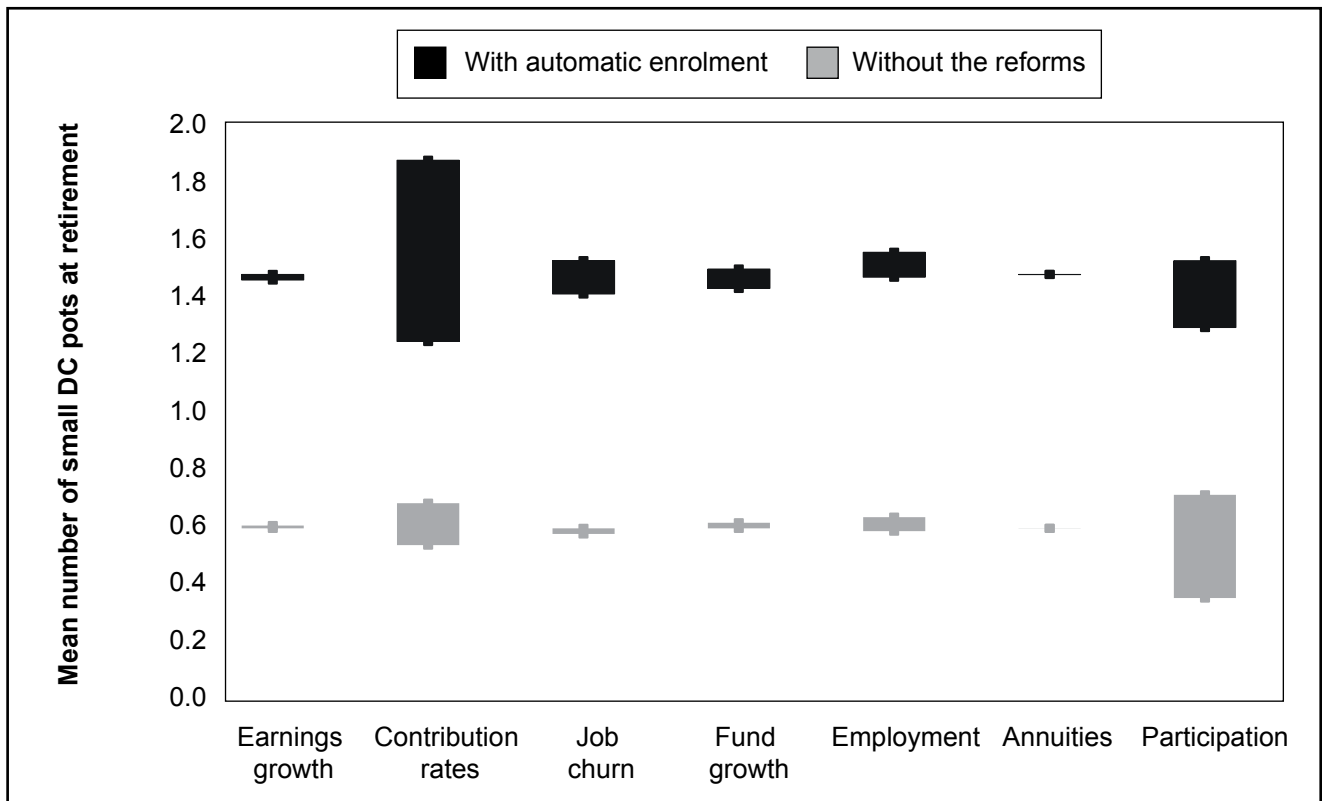 With automatic enrolment
Without the reforms
Mean number of small DC pots at retirement
2.0
1.8
1.6
1.4
1.2
1.0
0.8
0.6
0.4
0.2
0.0
Earnings growth
Contribution rates
Job churn
Fund growth
Employment
Annuities
Participation